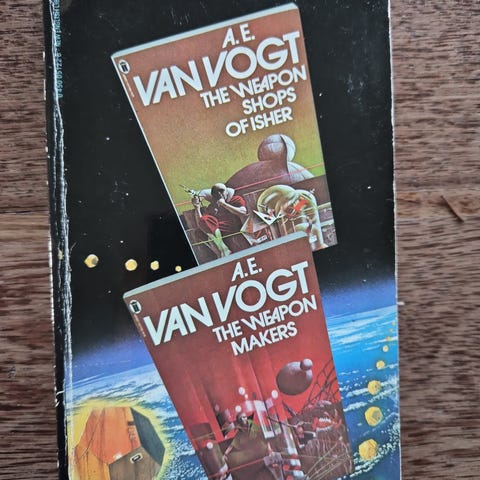 A.E.
VAN VOGT
THE WEAPON
SHOPS
OF ISHER
A.E.
VAN VOGT
THE WEAPON
MAKERS